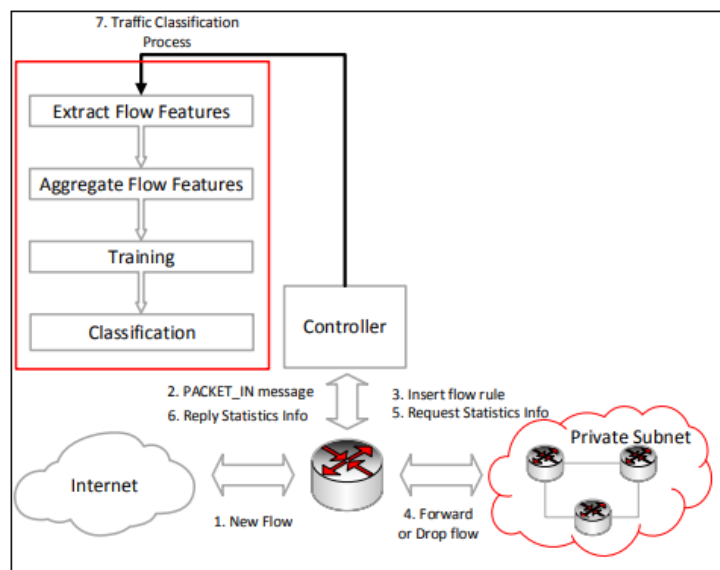 7. Traffic Classification
Process
Extract Flow Features
Aggregate Flow Features
Training
Classification
Controller
2. PACKET_IN message
6. Reply Statistics Info
3. Insert flow rule
5. Request Statistics Info
Internet
1. New Flow
4. Forward
or Drop flow
Private Subnet